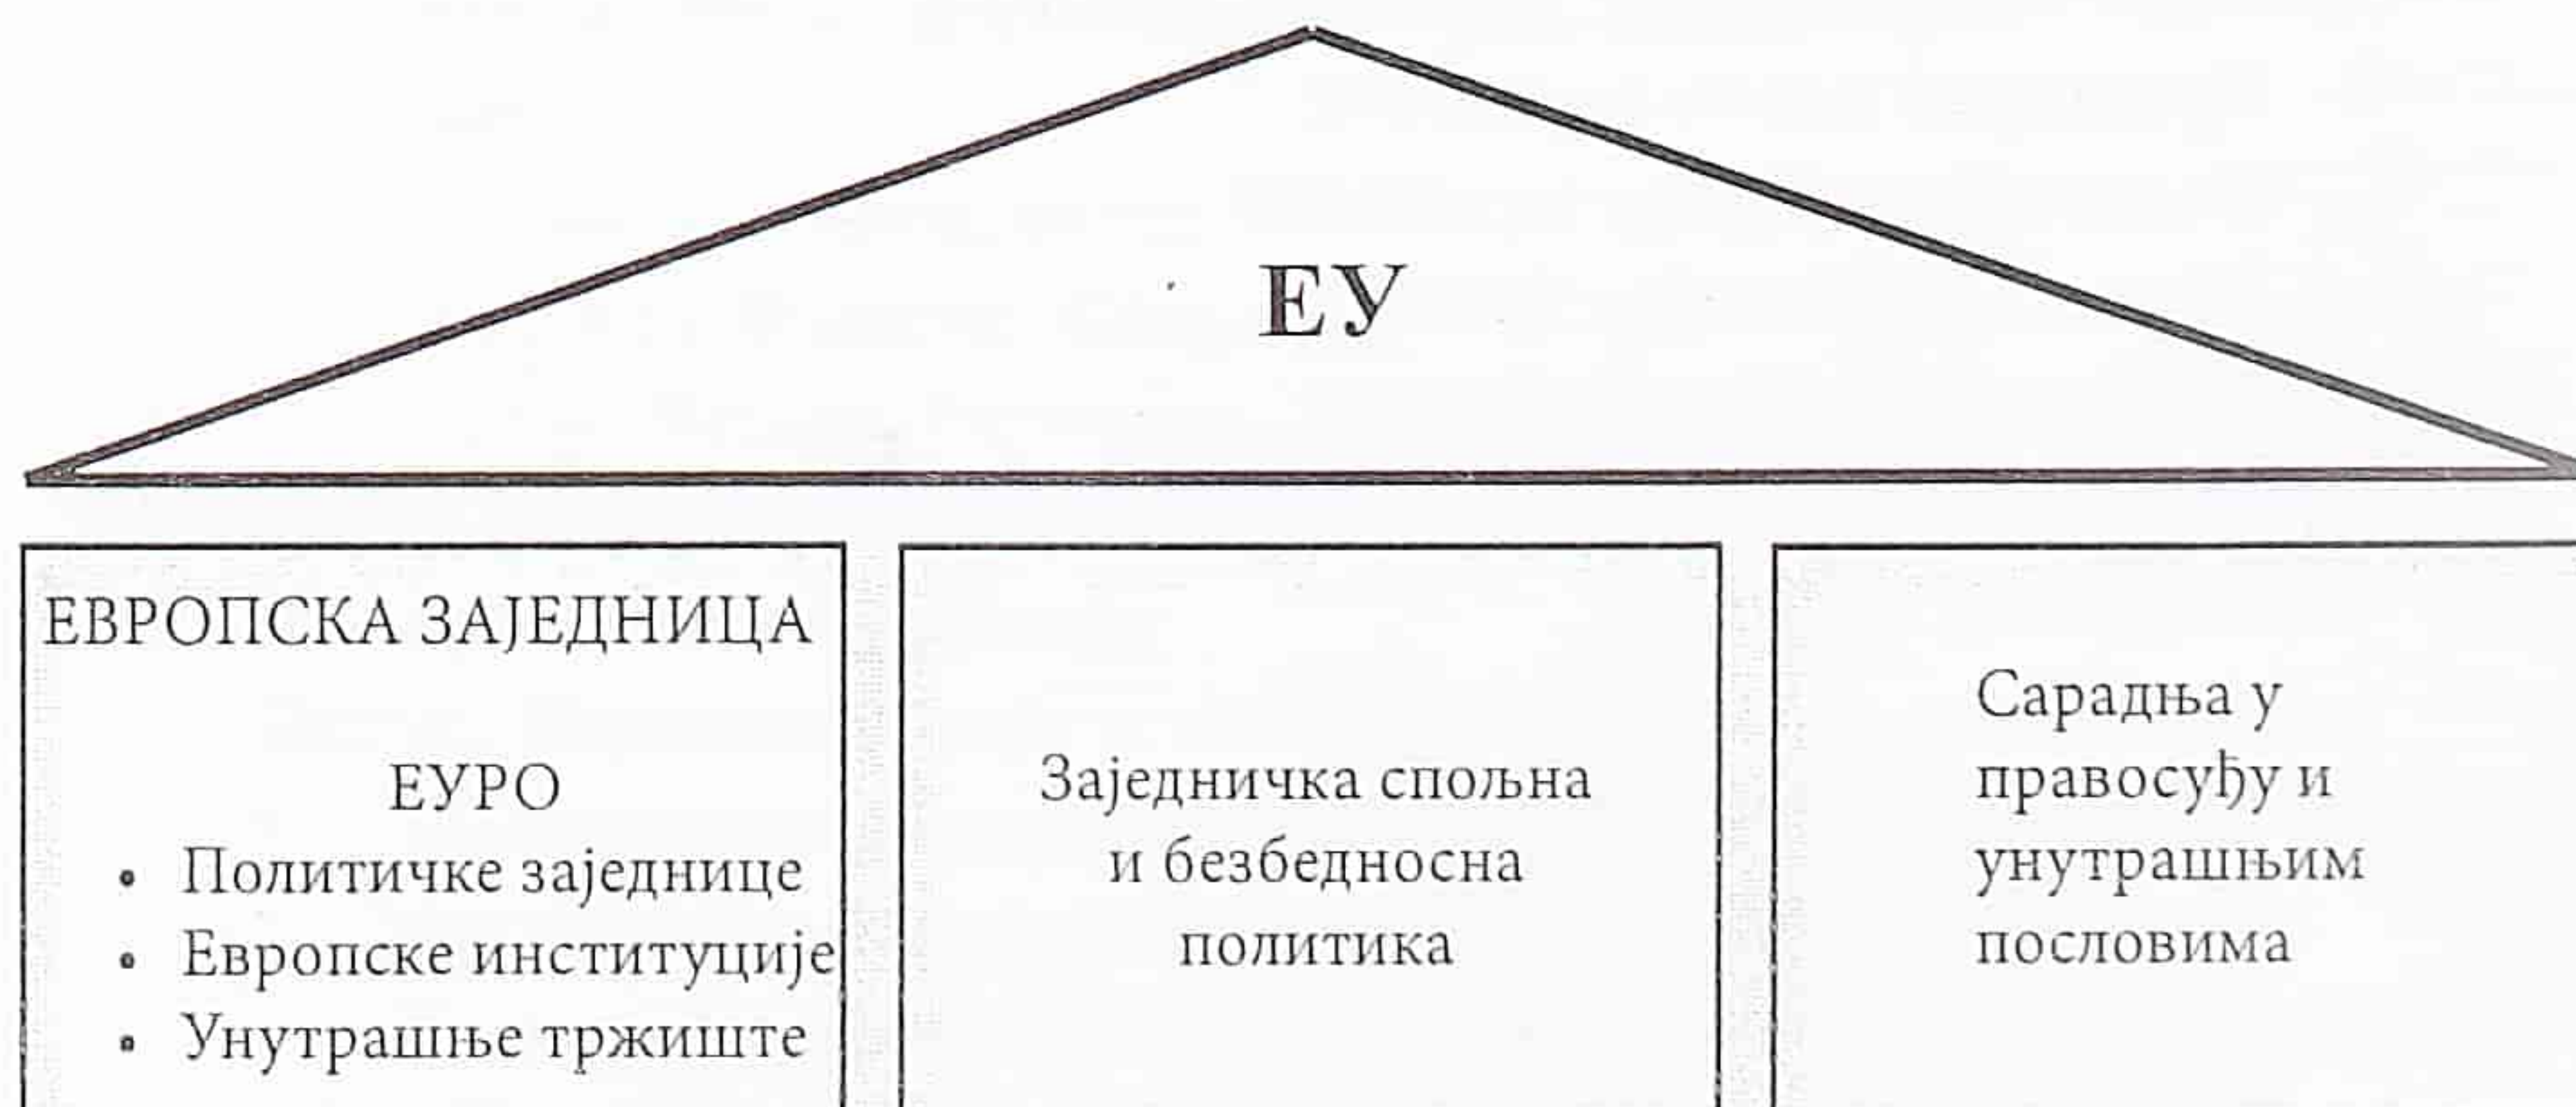 ЕУ
ЕВРОПСКА ЗАЈЕДНИЦА
ЕУРО
• Политичке заједнице
• Европске институције
• Унутрашње тржиште
Заједничка спољна
и безбедносна
политика
Сарадња у
правосуђу и
унутрашњим
пословима